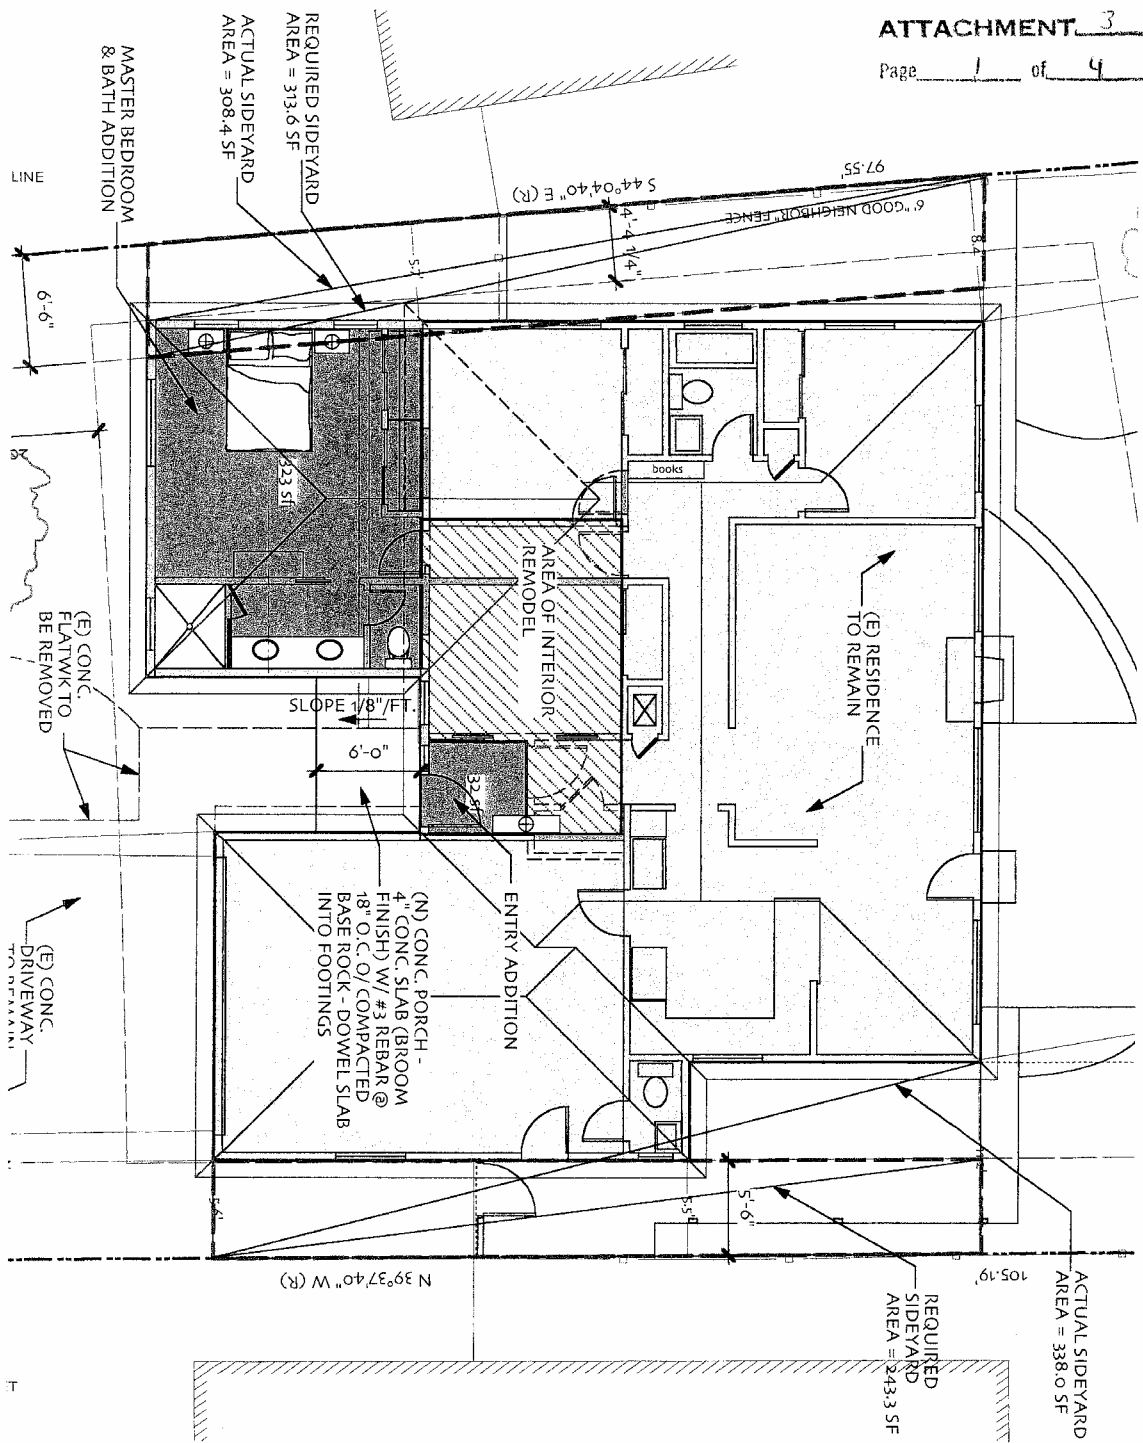 ATTACHMENT 3
Page 1 of 4
REQUIRED SIDEYARD
AREA = 313.6 SF
ACTUAL SIDEYARD
AREA = 308.4 SF
MASTER BEDROOM
& BATH ADDITION
LINE
6'-6"
S 44°04'40" E (R)
97.55'
6" "GOOD NEIGHBOR" FENCE
4'-4 1/4"
8.4'
books
323 sf
AREA OF INTERIOR
REMODEL
(E) RESIDENCE
TO REMAIN
(E) CONC.
FLATWK TO
BE REMOVED
SLOPE 1/8"/FT.
6'-0"
32 sf
ENTRY ADDITION
(N) CONC. PORCH -
4" CONC. SLAB (BROOM
FINISH) W/ #3 REBAR @
18" O.C. O/ COMPACTED
BASE ROCK - DOWEL SLAB
INTO FOOTINGS
(E) CONC.
DRIVEWAY
TO REMAIN
5.6'
5.5'
5'-6"
N 39°37'40" W (R)
105.19'
REQUIRED
SIDEYARD
AREA = 243.3 SF
ACTUAL SIDEYARD
AREA = 338.0 SF